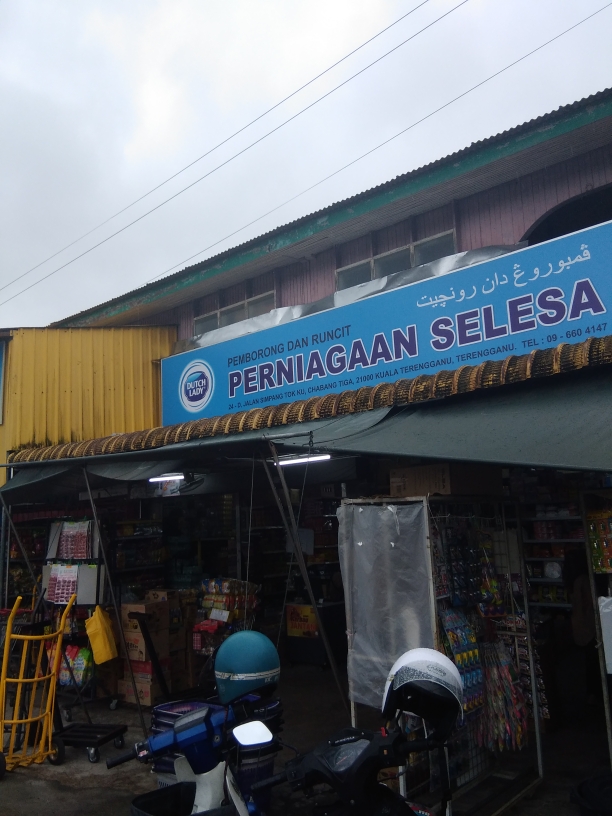 ڤمبوروڠ دان رونچيت
PEMBORONG DAN RUNCIT
PERNIAGAAN SELESA
DUTCH LADY
24 - D, JALAN SIMPANG TOK KU, CHABANG TIGA, 21000 KUALA TERENGGANU, TERENGGANU. TEL : 09 - 660 4147